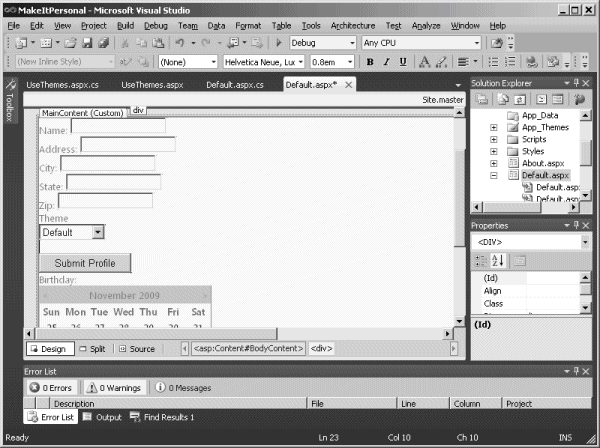 MakeItPersonal - Microsoft Visual Studio
File Edit View Project Build Debug Team Data Format Table Tools Architecture Test Analyze Window Help
Debug Any CPU
(New Inline Style) (None) Helvetica Neue, Luc 0.8em B I U A
Toolbox
UseThemes.aspx.cs UseThemes.aspx Default.aspx.cs Default.aspx*
Site.master
MainContent (Custom) div
Name:
Address:
City:
State:
Zip:
Theme
Default
Submit Profile
Birthday:
< November 2009 >
Sun Mon Tue Wed Thu Fri Sat
25 26 27 28 29 30 31
Design Split Source <asp:Content#BodyContent> <div>
Solution Explorer
App_Data
App_Themes
Scripts
Styles
About.aspx
Default.aspx
Default.asp
Default.asp
Properties
<DIV>
(Id)
Align
Class
(Id)
Error List
0 Errors 0 Warnings 0 Messages
Description File Line Column Project
Error List Output Find Results 1
Ready Ln 23 Col 10 Ch 10 INS